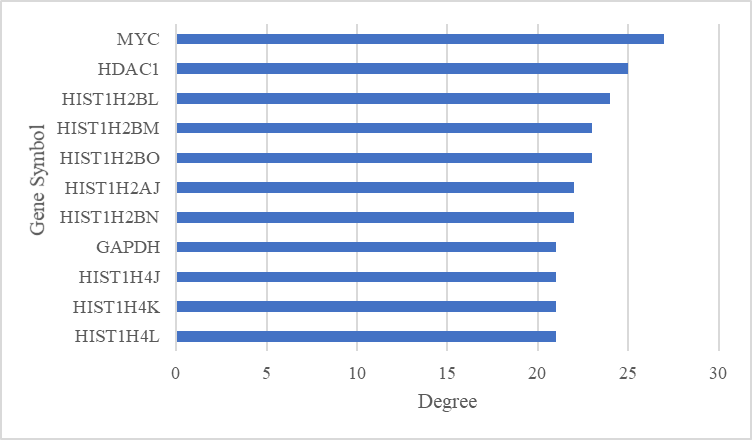 MYC
HDAC1
HIST1H2BL
HIST1H2BM
HIST1H2BO
HIST1H2AJ
HIST1H2BN
GAPDH
HIST1H4J
HIST1H4K
HIST1H4L
Gene Symbol
0 5 10 15 20 25 30
Degree